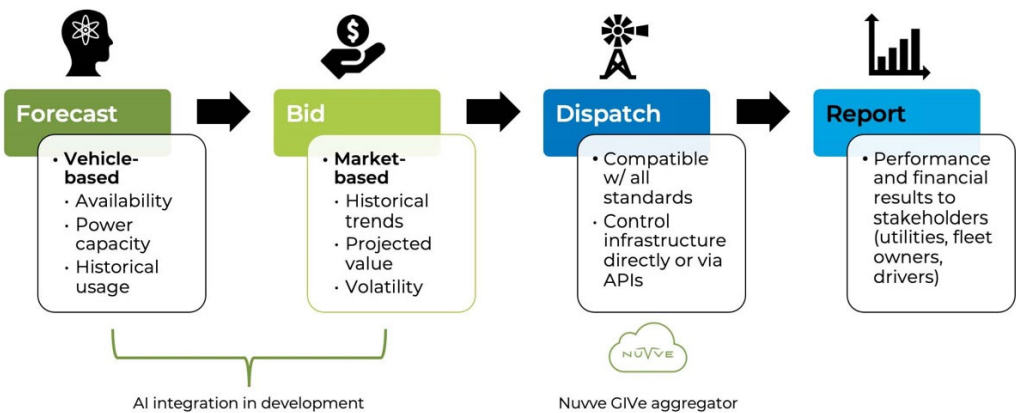 Forecast
• Vehicle-
based
• Availability
• Power
capacity
• Historical
usage
Bid
• Market-
based
• Historical
trends
• Projected
value
• Volatility
Dispatch
• Compatible
w/ all
standards
• Control
infrastructure
directly or via
APIs
Report
• Performance
and financial
results to
stakeholders
(utilities, fleet
owners,
drivers)
$
NUVVE
AI integration in development
Nuvve GIVe aggregator